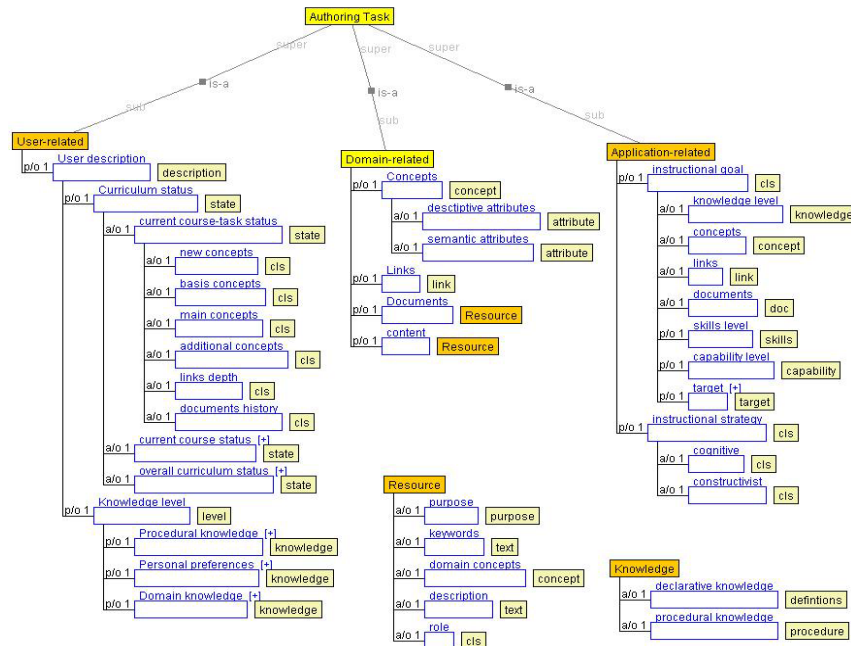 Authoring Task
super super super
is-a is-a is-a
sub sub sub
User-related
p/o 1 User description description
p/o 1 Curriculum status state
a/o 1 current course-task status state
a/o 1 new concepts cls
a/o 1 basis concepts cls
a/o 1 main concepts cls
a/o 1 additional concepts cls
a/o 1 links depth cls
a/o 1 documents history cls
a/o 1 current course status [+] state
a/o 1 overall curriculum status [+] state
p/o 1 Knowledge level level
p/o 1 Procedural knowledge [+] knowledge
p/o 1 Personal preferences [+] knowledge
p/o 1 Domain knowledge [+] knowledge
Domain-related
p/o 1 Concepts concept
a/o 1 desctiptive attributes attribute
a/o 1 semantic attributes attribute
p/o 1 Links link
p/o 1 Documents Resource
p/o 1 content Resource
Application-related
p/o 1 instructional goal cls
a/o 1 knowledge level knowledge
a/o 1 concepts concept
a/o 1 links link
a/o 1 documents doc
p/o 1 skills level skills
p/o 1 capability level capability
a/o 1 target [+] target
p/o 1 instructional strategy cls
a/o 1 cognitive cls
a/o 1 constructivist cls
Resource
a/o 1 purpose purpose
a/o 1 keywords text
a/o 1 domain concepts concept
a/o 1 description text
a/o 1 role cls
Knowledge
a/o 1 declarative knowledge defintions
a/o 1 procedural knowledge procedure